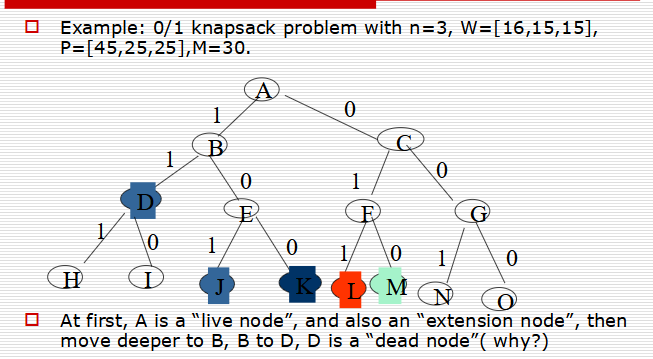 Example: 0/1 knapsack problem with n=3, W=[16,15,15],
P=[45,25,25],M=30.
A
1 0
B C
1 0 1 0
D E F G
1 0 1 0 1 0 1 0
H I J K L M N O
At first, A is a “live node”, and also an “extension node”, then
move deeper to B, B to D, D is a “dead node”( why?)